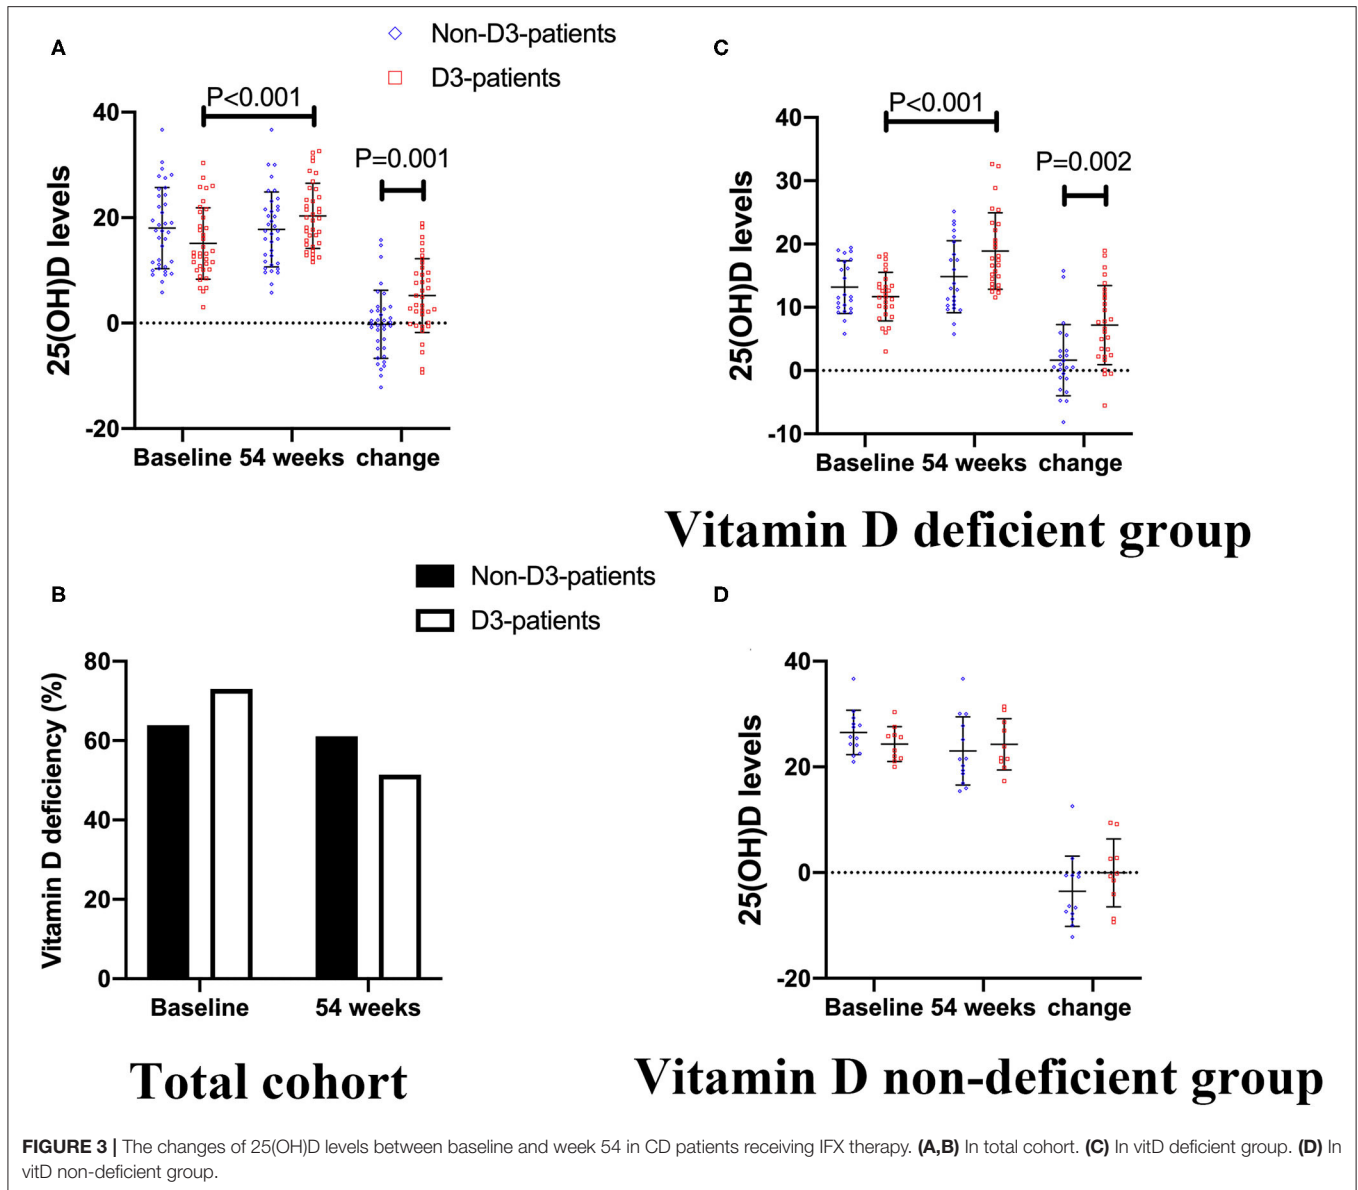 A
Non-D3-patients
D3-patients
P<0.001
P=0.001
25(OH)D levels
40
20
0
-20
Baseline 54 weeks change
C
P<0.001
P=0.002
25(OH)D levels
40
30
20
10
0
-10
Baseline 54 weeks change
Vitamin D deficient group
B
Non-D3-patients
D3-patients
Vitamin D deficiency (%)
80
60
40
20
0
Baseline 54 weeks
Total cohort
D
25(OH)D levels
40
20
0
-20
Baseline 54 weeks change
Vitamin D non-deficient group
FIGURE 3 | The changes of 25(OH)D levels between baseline and week 54 in CD patients receiving IFX therapy. (A,B) In total cohort. (C) In vitD deficient group. (D) In
vitD non-deficient group.